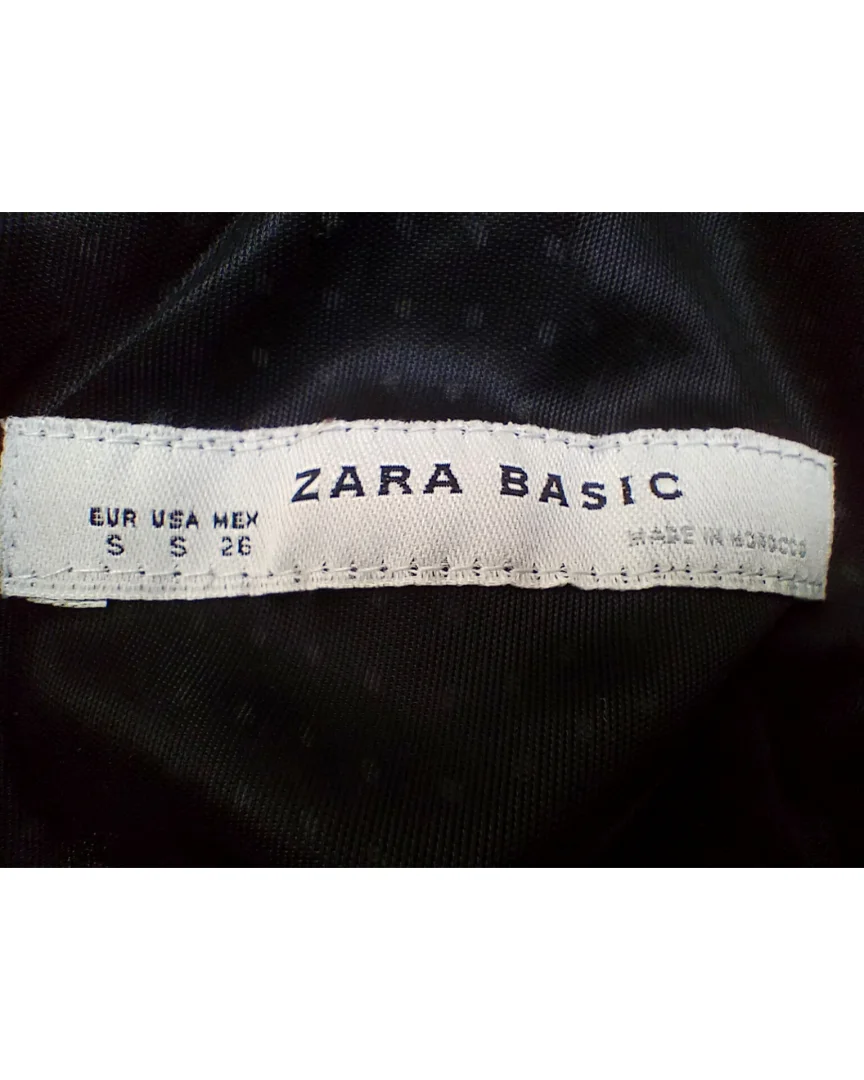 ZARA BASIC
EUR USA MEX
S S 26
MADE IN MOROCCO